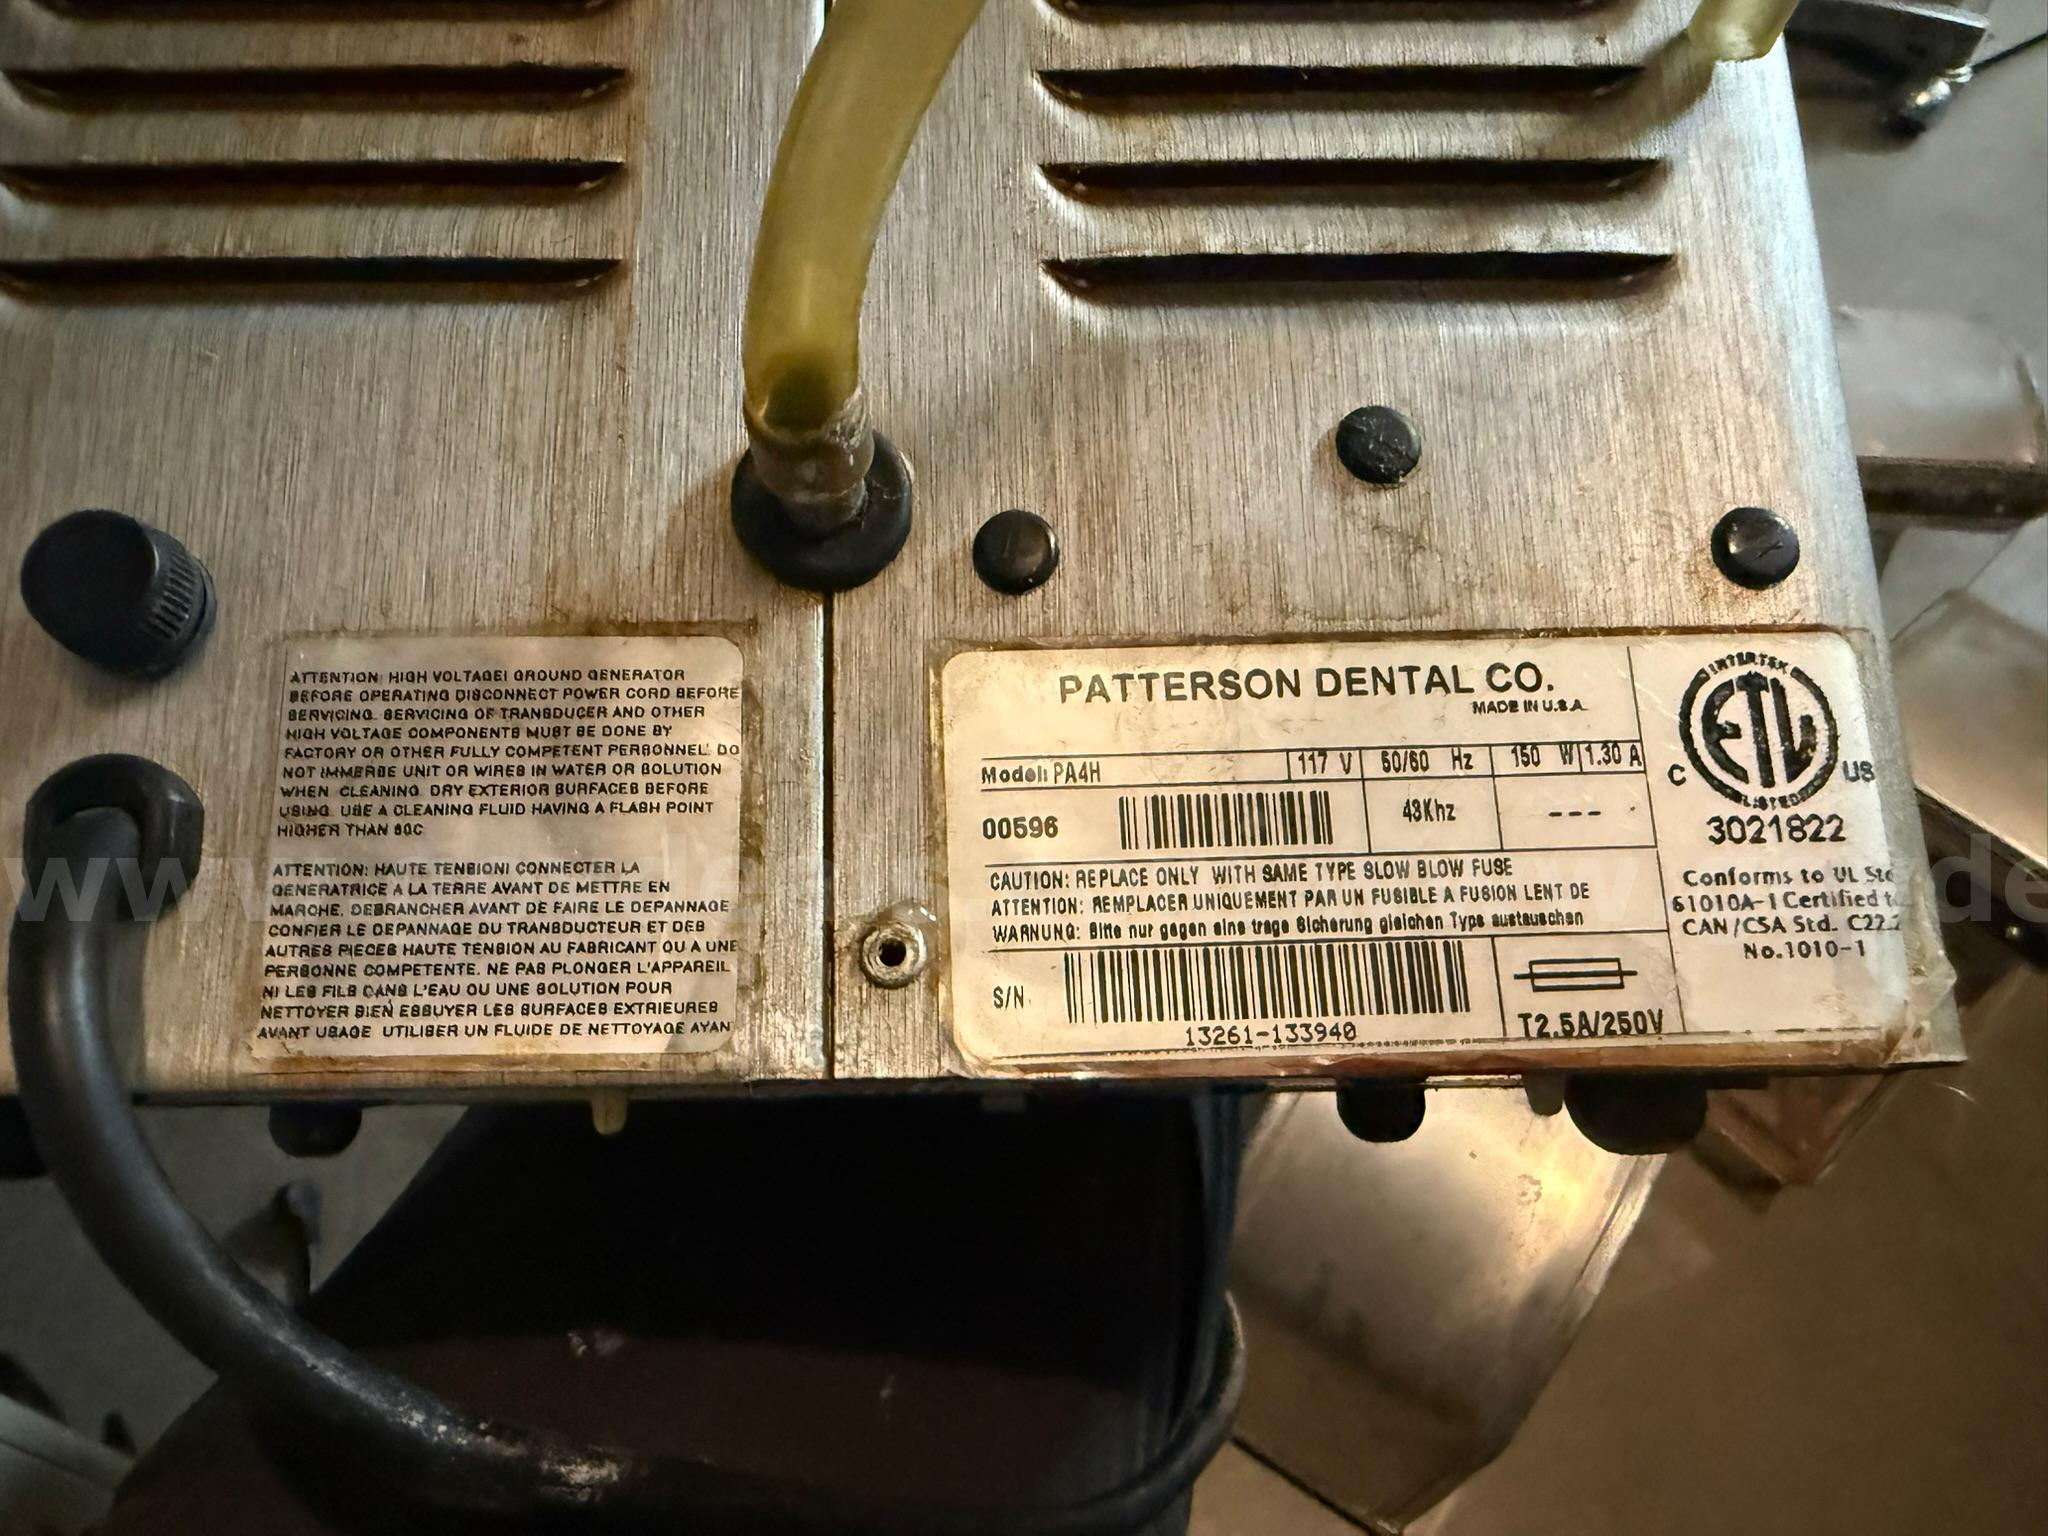 ATTENTION: HIGH VOLTAGE! GROUND GENERATOR
BEFORE OPERATING DISCONNECT POWER CORD BEFORE
SERVICING. SERVICING OF TRANSDUCER AND OTHER
HIGH VOLTAGE COMPONENTS MUST BE DONE BY
FACTORY OR OTHER FULLY COMPETENT PERSONNEL. DO
NOT IMMERSE UNIT OR WIRES IN WATER OR SOLUTION
WHEN CLEANING. DRY EXTERIOR SURFACES BEFORE
USING. USE A CLEANING FLUID HAVING A FLASH POINT
HIGHER THAN 60C
ATTENTION: HAUTE TENSION! CONNECTER LA
GENERATRICE A LA TERRE AVANT DE METTRE EN
MARCHE. DEBRANCHER AVANT DE FAIRE LE DEPANNAGE
CONFIER LE DEPANNAGE DU TRANSDUCTEUR ET DES
AUTRES PIECES HAUTE TENSION AU FABRICANT OU A UNE
PERSONNE COMPETENTE. NE PAS PLONGER L'APPAREIL
NI LES FILS DANS L'EAU OU UNE SOLUTION POUR
NETTOYER BIEN ESSUYER LES SURFACES EXTRIEURES
AVANT USAGE UTILISER UN FLUIDE DE NETTOYAGE AYAN
PATTERSON DENTAL CO.
MADE IN U.S.A.
Model: PA4H 117 V 50/60 Hz 150 W 1.30 A
00596 43Khz ---
CAUTION: REPLACE ONLY WITH SAME TYPE SLOW BLOW FUSE
ATTENTION: REMPLACER UNIQUEMENT PAR UN FUSIBLE A FUSION LENT DE
WARNUNG: Bitte nur gegen eine trage Sicherung gleichen Typs austauschen
S/N
13261-133940
T2.5A/250V
INTERTEK
ETL
LISTED
C US
3021822
Conforms to UL Std
61010A-1 Certified to
CAN/CSA Std. C22.2
No.1010-1